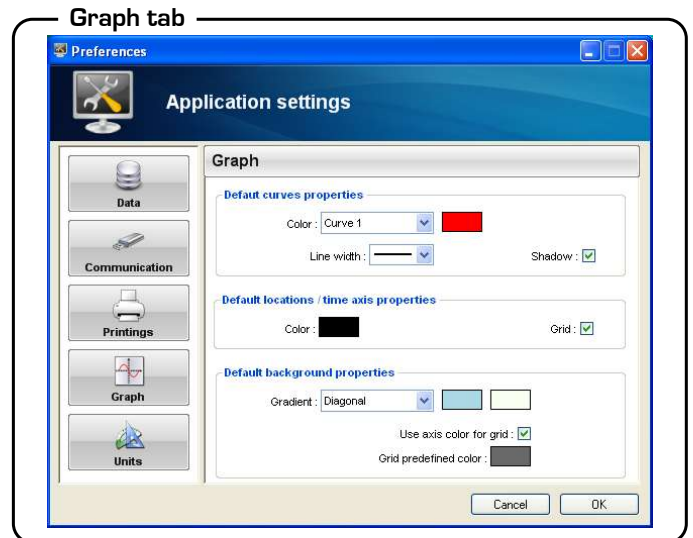 Graph tab
Preferences
Application settings
Data
Communication
Printings
Graph
Units
Graph
Defaut curves properties
Color : Curve 1
Line width : Shadow :
Default locations / time axis properties
Color : Grid :
Default background properties
Gradient : Diagonal
Use axis color for grid :
Grid predefined color :
Cancel OK